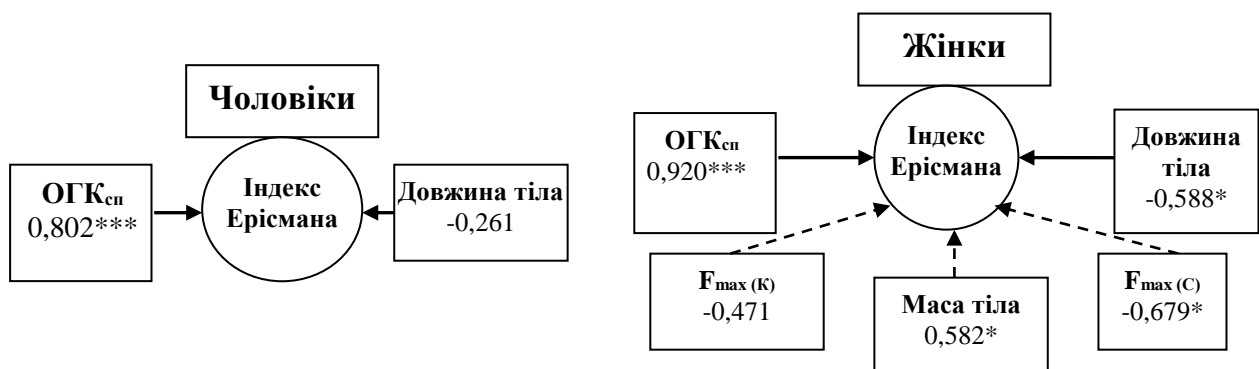 Чоловіки
ОГКсп
0,802***
Індекс
Ерісмана
Довжина тіла
-0,261
Жінки
ОГКсп
0,920***
Індекс
Ерісмана
Довжина
тіла
-0,588*
Fmax (К)
-0,471
Маса тіла
0,582*
Fmax (С)
-0,679*